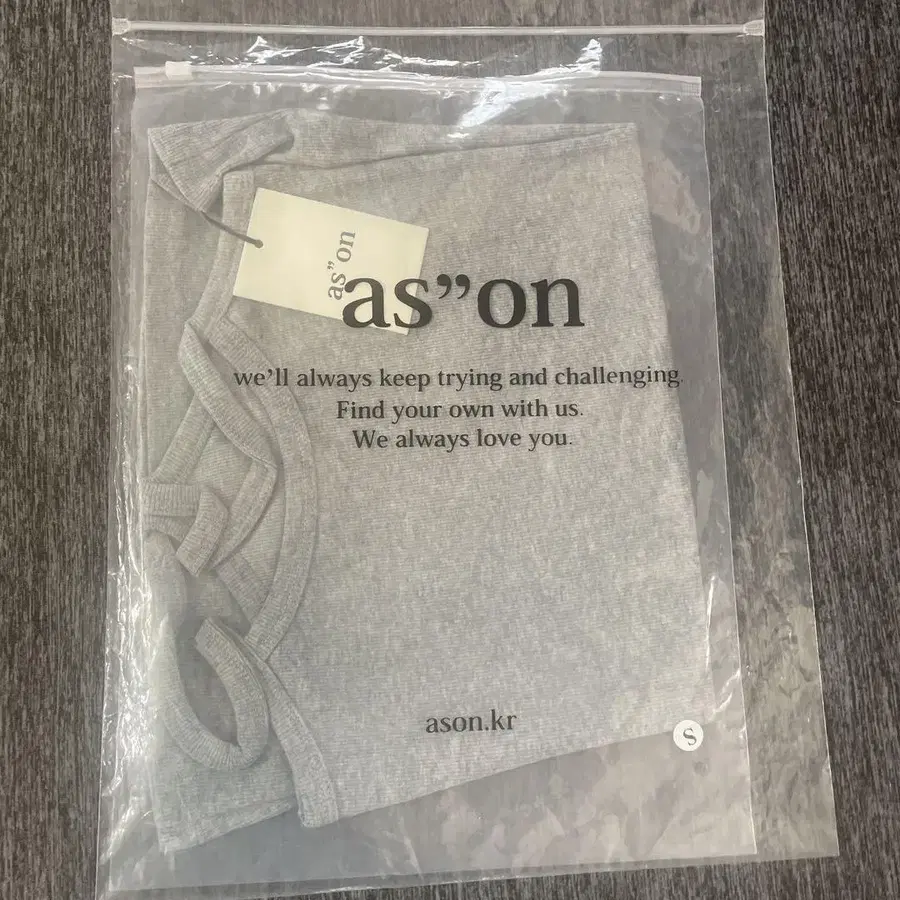 as”on
as”on
we’ll always keep trying and challenging.
Find your own with us.
We always love you.
ason.kr
S